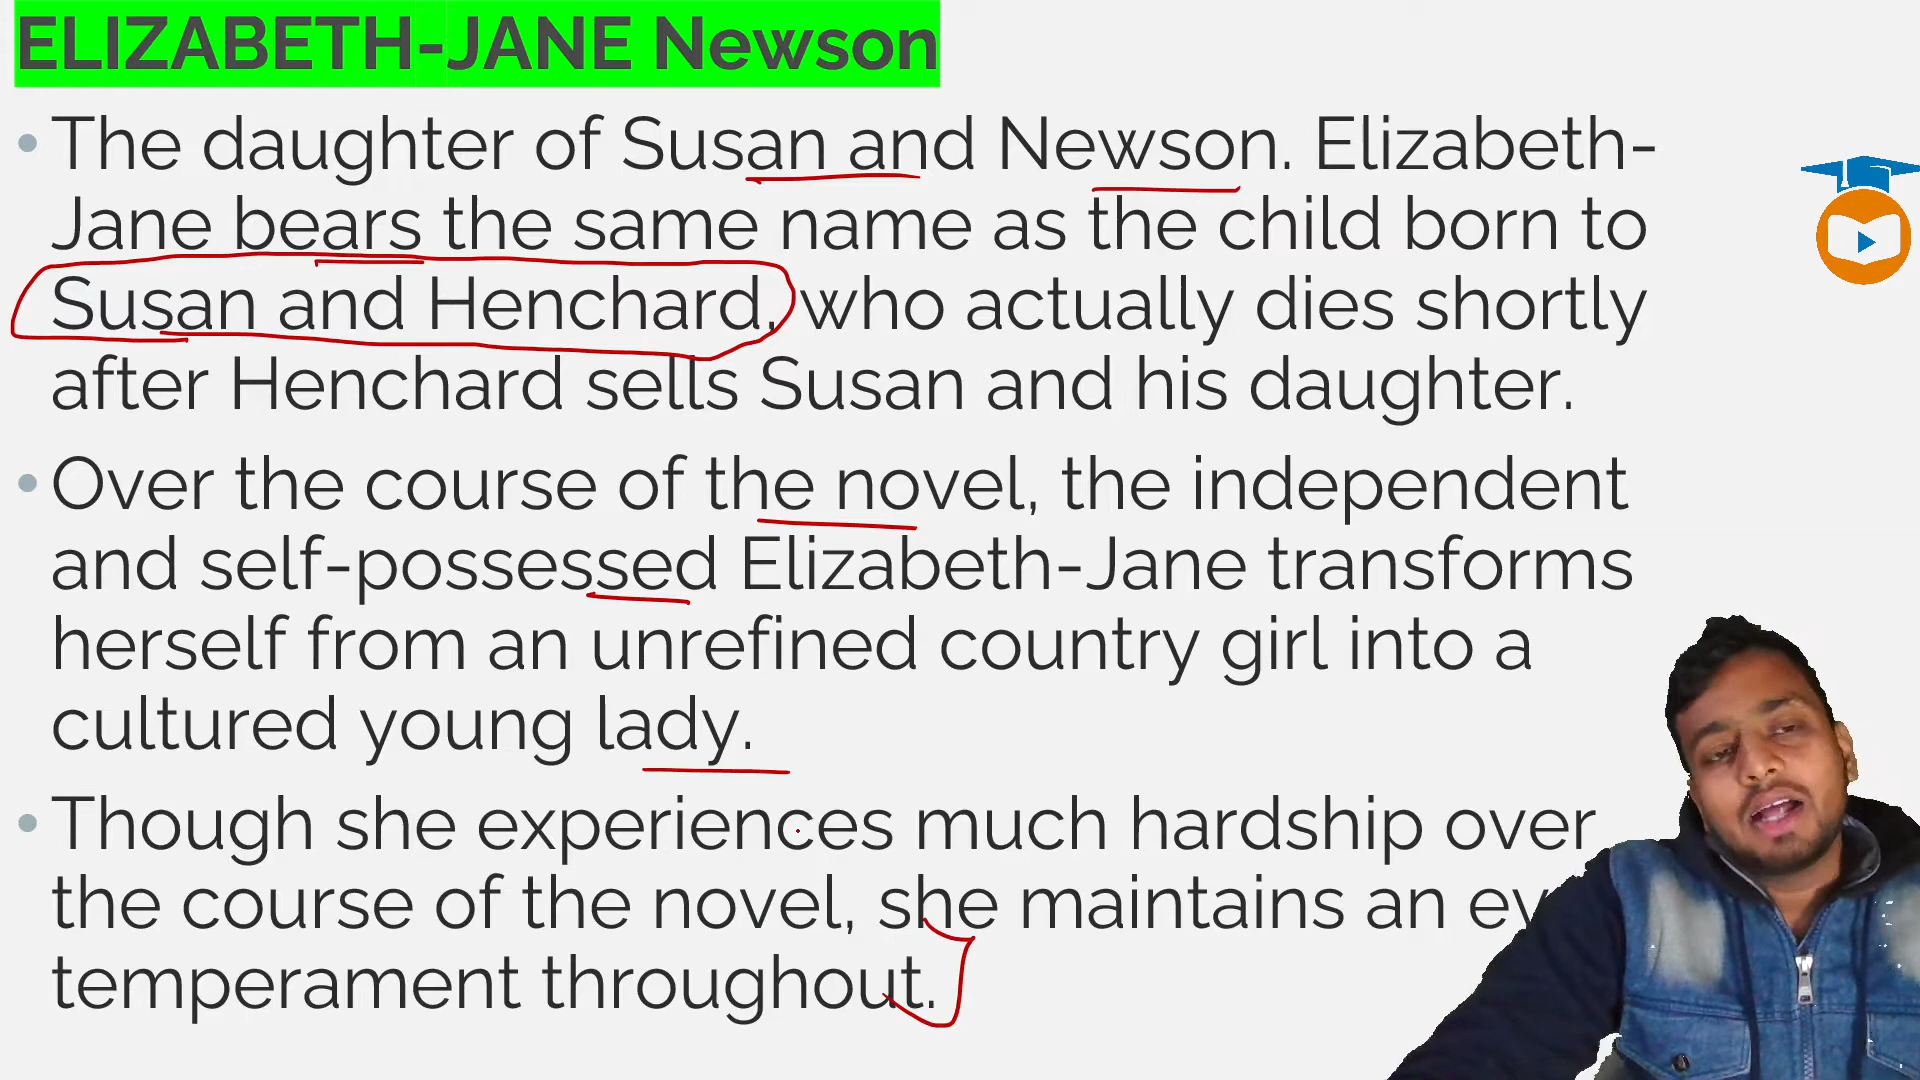 ELIZABETH-JANE Newson
• The daughter of Susan and Newson. Elizabeth-
Jane bears the same name as the child born to
Susan and Henchard, who actually dies shortly
after Henchard sells Susan and his daughter.
• Over the course of the novel, the independent
and self-possessed Elizabeth-Jane transforms
herself from an unrefined country girl into a
cultured young lady.
• Though she experiences much hardship over
the course of the novel, she maintains an
temperament throughout.